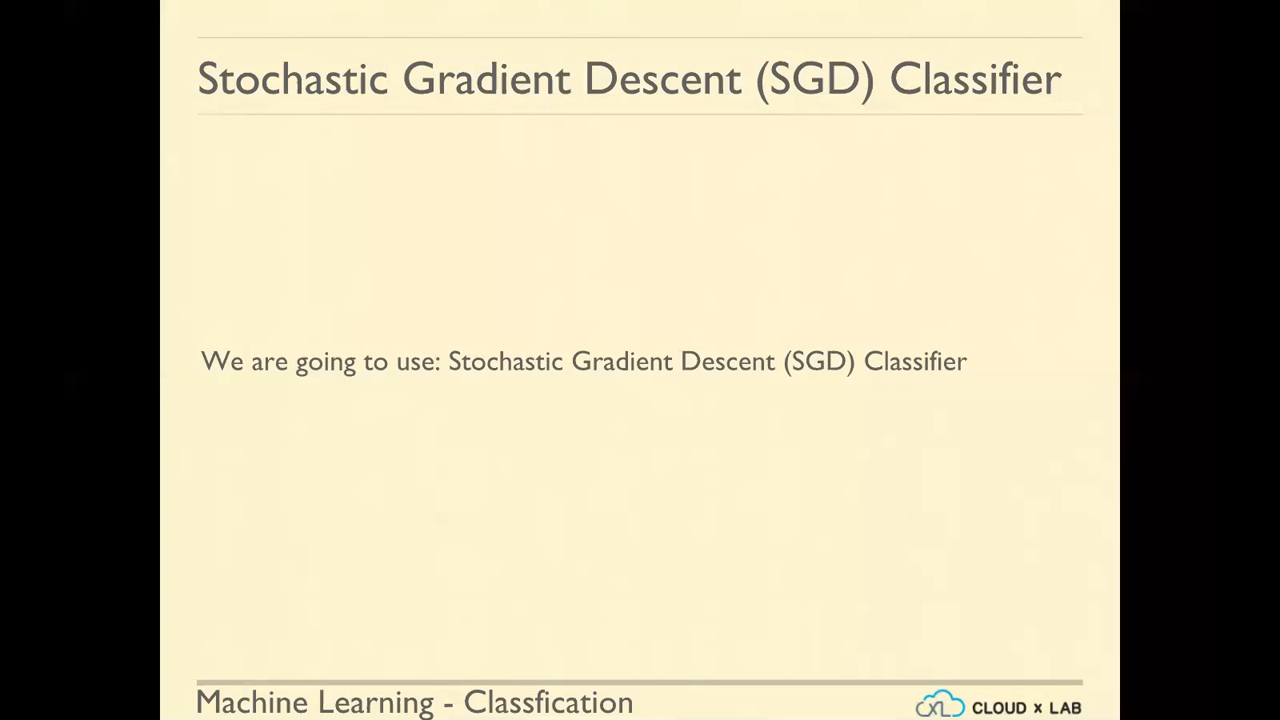 Stochastic Gradient Descent (SGD) Classifier
We are going to use: Stochastic Gradient Descent (SGD) Classifier
Machine Learning - Classfication
CLOUD x LAB